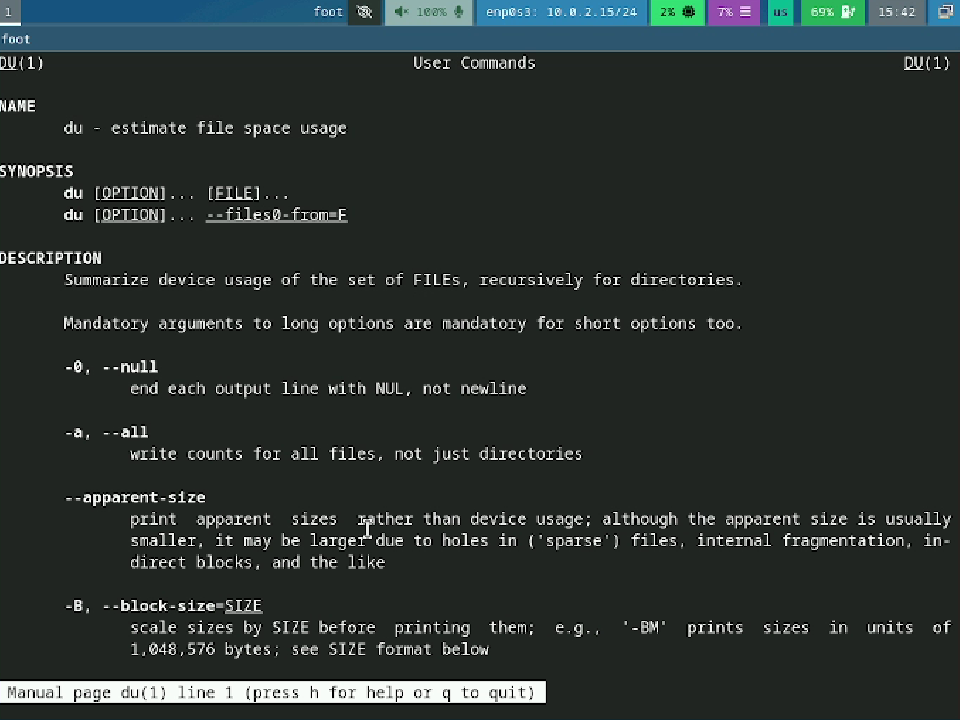 1 foot 100% enp0s3: 10.0.2.15/24 2% 7% us 69% 15:42
foot
DU(1) User Commands DU(1)
NAME
du - estimate file space usage
SYNOPSIS
du [OPTION]... [FILE]...
du [OPTION]... --files0-from=F
DESCRIPTION
Summarize device usage of the set of FILEs, recursively for directories.
Mandatory arguments to long options are mandatory for short options too.
-0, --null
end each output line with NUL, not newline
-a, --all
write counts for all files, not just directories
--apparent-size
print apparent sizes rather than device usage; although the apparent size is usually
smaller, it may be larger due to holes in ('sparse') files, internal fragmentation, in-
direct blocks, and the like
-B, --block-size=SIZE
scale sizes by SIZE before printing them; e.g., '-BM' prints sizes in units of
1,048,576 bytes; see SIZE format below
Manual page du(1) line 1 (press h for help or q to quit)